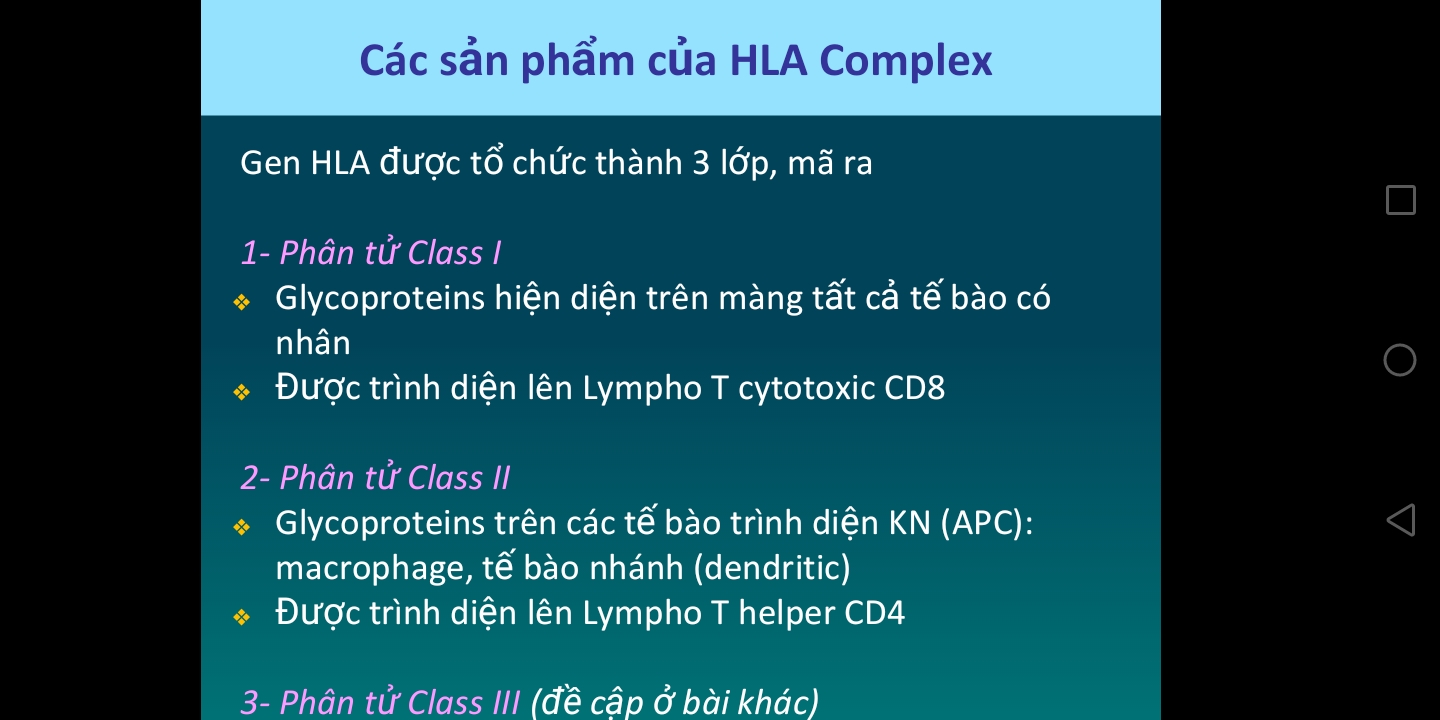 Các sản phẩm của HLA Complex
Gen HLA được tổ chức thành 3 lớp, mã ra
1- Phân tử Class I
❖ Glycoproteins hiện diện trên màng tất cả tế bào có
nhân
❖ Được trình diện lên Lympho T cytotoxic CD8
2- Phân tử Class II
❖ Glycoproteins trên các tế bào trình diện KN (APC):
macrophage, tế bào nhánh (dendritic)
❖ Được trình diện lên Lympho T helper CD4
3- Phân tử Class III (đề cập ở bài khác)